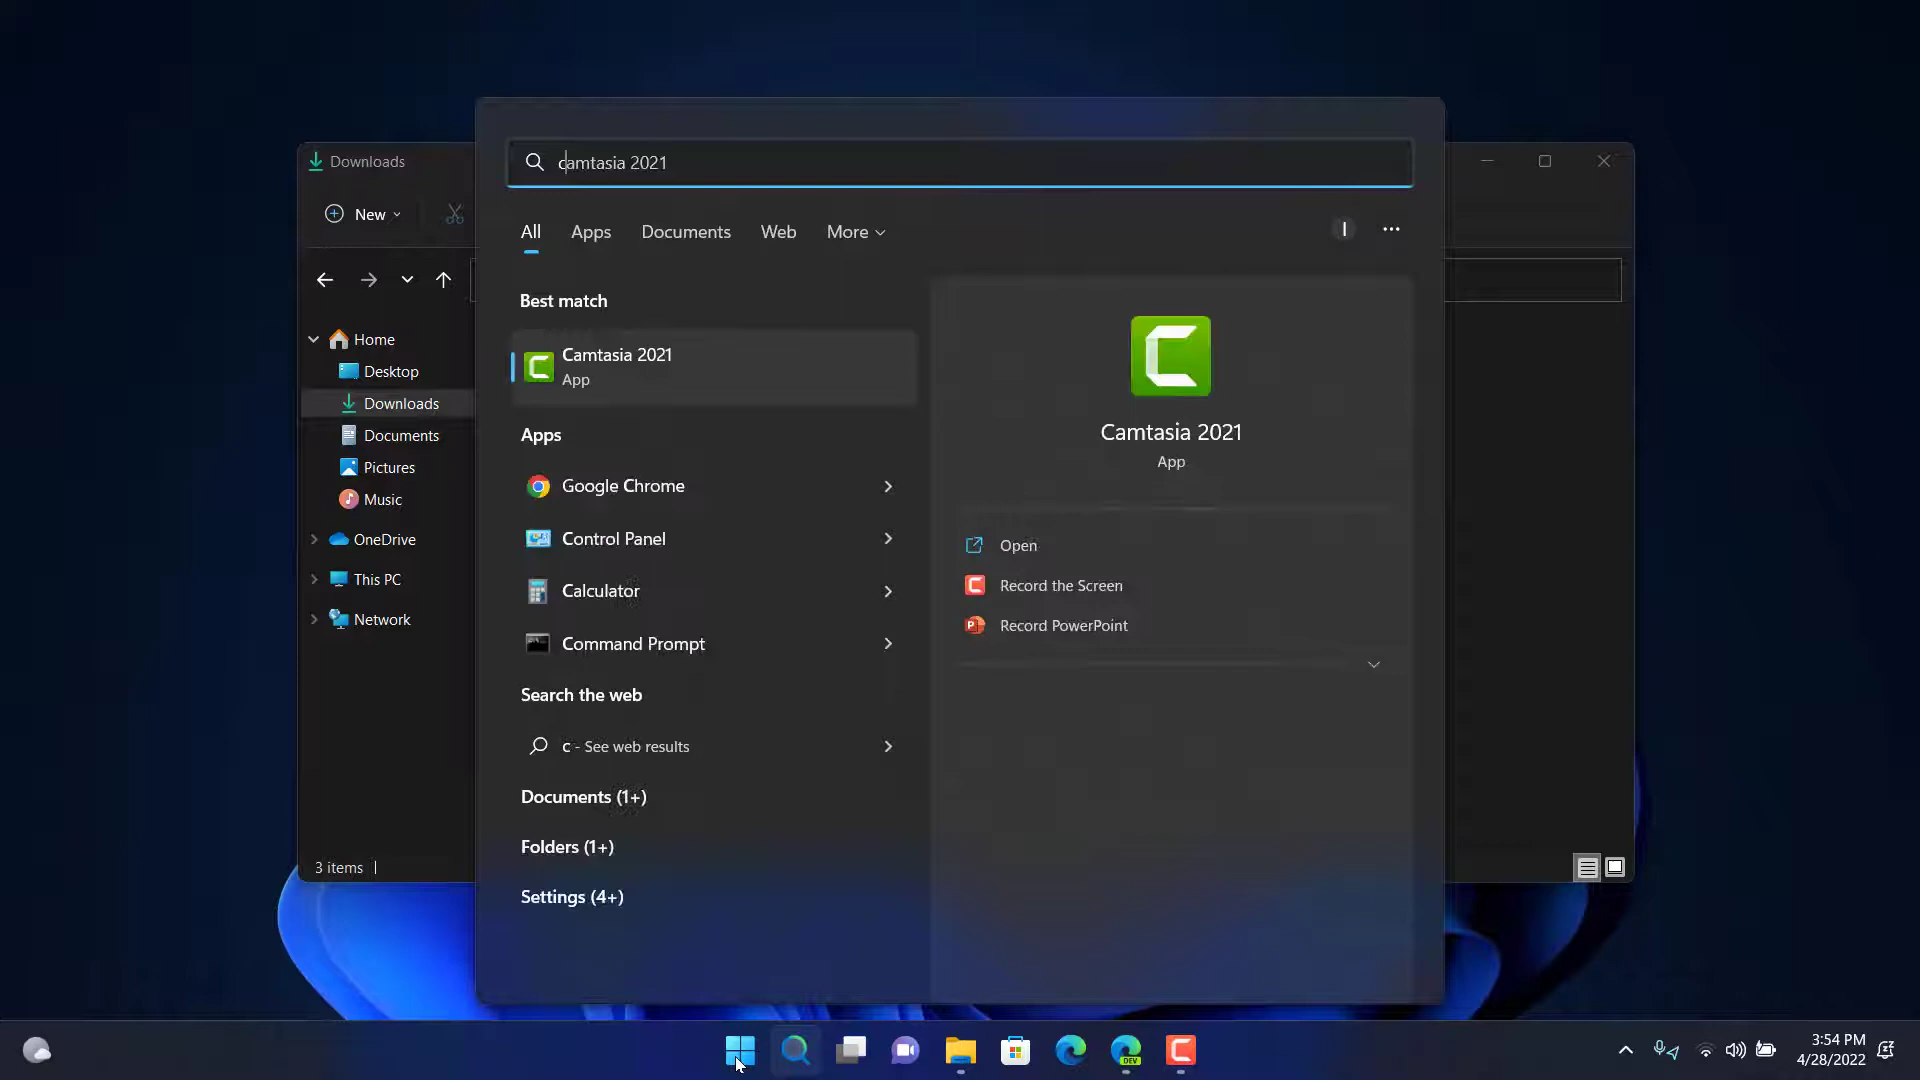 camtasia 2021
Downloads
New
All
Apps
Documents
Web
More
I
Best match
Camtasia 2021
App
Apps
Google Chrome
Control Panel
Calculator
Command Prompt
Search the web
c - See web results
Documents (1+)
Folders (1+)
Settings (4+)
Camtasia 2021
App
Open
Record the Screen
Record PowerPoint
Home
Desktop
Downloads
Documents
Pictures
Music
OneDrive
This PC
Network
3 items
DEV
3:54 PM
4/28/2022